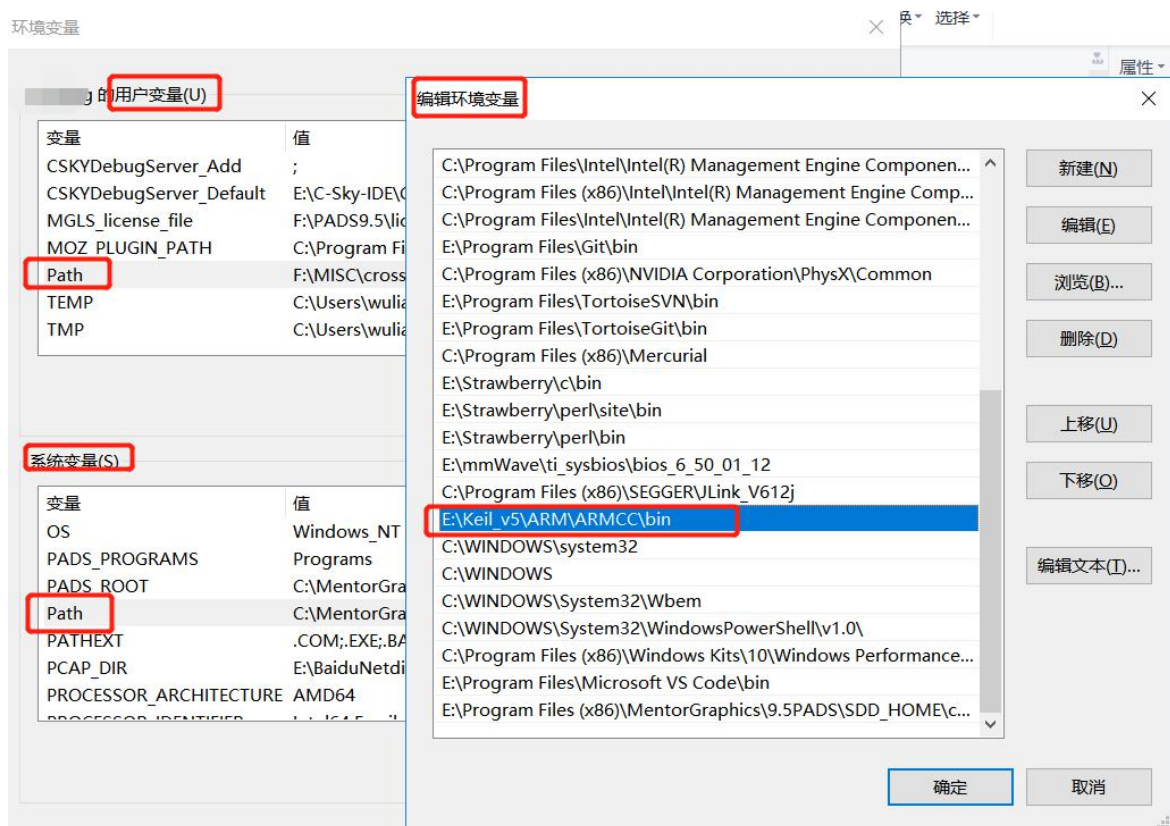 环境变量
选择
属性
的用户变量(U)
变量 值
CSKYDebugServer_Add ;
CSKYDebugServer_Default E:\C-Sky-IDE\
MGLS_license_file F:\PADS9.5\lic
MOZ_PLUGIN_PATH C:\Program Fi
Path F:\MISC\cross
TEMP C:\Users\wulia
TMP C:\Users\wulia
系统变量(S)
变量 值
OS Windows_NT
PADS_PROGRAMS Programs
PADS_ROOT C:\MentorGra
Path C:\MentorGra
PATHEXT .COM;.EXE;.BA
PCAP_DIR E:\BaiduNetdi
PROCESSOR_ARCHITECTURE AMD64
编辑环境变量
C:\Program Files\Intel\Intel(R) Management Engine Componen...
C:\Program Files (x86)\Intel\Intel(R) Management Engine Comp...
C:\Program Files\Intel\Intel(R) Management Engine Componen...
E:\Program Files\Git\bin
C:\Program Files (x86)\NVIDIA Corporation\PhysX\Common
E:\Program Files\TortoiseSVN\bin
E:\Program Files\TortoiseGit\bin
C:\Program Files (x86)\Mercurial
E:\Strawberry\c\bin
E:\Strawberry\perl\site\bin
E:\Strawberry\perl\bin
E:\mmWave\ti_sysbios\bios_6_50_01_12
C:\Program Files (x86)\SEGGER\JLink_V612j
E:\Keil_v5\ARM\ARMCC\bin
C:\WINDOWS\system32
C:\WINDOWS
C:\WINDOWS\System32\Wbem
C:\WINDOWS\System32\WindowsPowerShell\v1.0\
C:\Program Files (x86)\Windows Kits\10\Windows Performance...
E:\Program Files\Microsoft VS Code\bin
E:\Program Files (x86)\MentorGraphics\9.5PADS\SDD_HOME\c...
新建(N)
编辑(E)
浏览(B)...
删除(D)
上移(U)
下移(O)
编辑文本(T)...
确定
取消